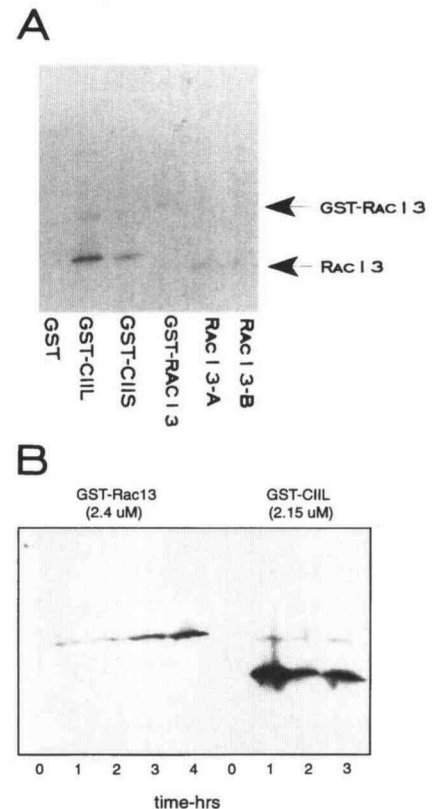 A
GST-RAC13
RAC13
GST
GST-CIIL
GST-CIIS
GST-RAC13
RAC13-A
RAC13-B
B
GST-Rac13 GST-CIIL
(2.4 uM) (2.15 uM)
0 1 2 3 4 0 1 2 3
time-hrs